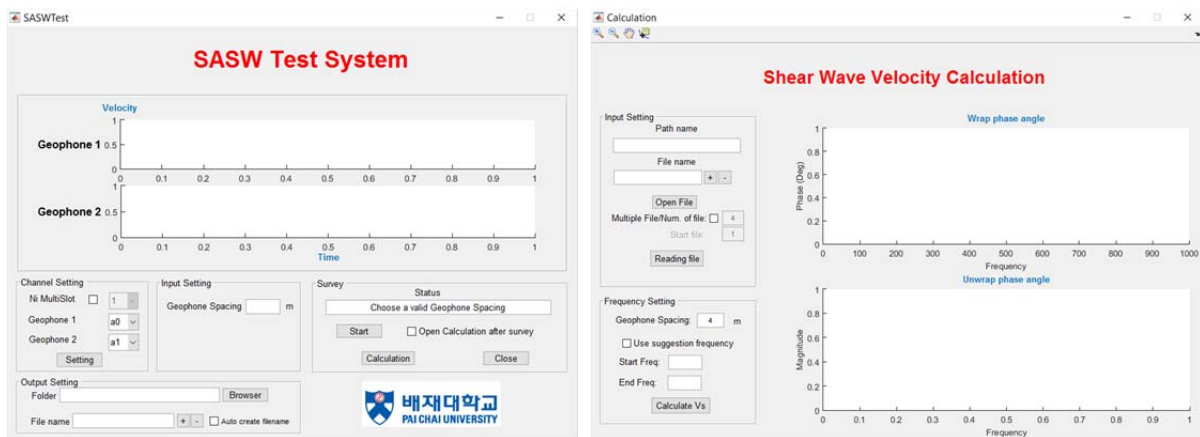 SASWTest
SASW Test System
Velocity
Geophone 1
1
0.5
0
0 0.1 0.2 0.3 0.4 0.5 0.6 0.7 0.8 0.9 1
Geophone 2
1
0.5
0
0 0.1 0.2 0.3 0.4 0.5 0.6 0.7 0.8 0.9 1
Time
Channel Setting
Ni MultiSlot 1
Geophone 1 a0
Geophone 2 a1
Setting
Input Setting
Geophone Spacing m
Survey
Status
Choose a valid Geophone Spacing
Start Open Calculation after survey
Calculation Close
Output Setting
Folder Browser
File name + - Auto create filename
배재대학교
PAI CHAI UNIVERSITY
Calculation
Shear Wave Velocity Calculation
Input Setting
Path name
File name
+ -
Open File
Multiple File/Num. of file: 4
Start file: 1
Reading file
Frequency Setting
Geophone Spacing: 4 m
Use suggestion frequency
Start Freq:
End Freq:
Calculate Vs
Wrap phase angle
Phase (Deg)
1
0.8
0.6
0.4
0.2
0
0 100 200 300 400 500 600 700 800 900 1000
Frequency
Unwrap phase angle
Magnitude
1
0.8
0.6
0.4
0.2
0
0 0.1 0.2 0.3 0.4 0.5 0.6 0.7 0.8 0.9 1
Frequency